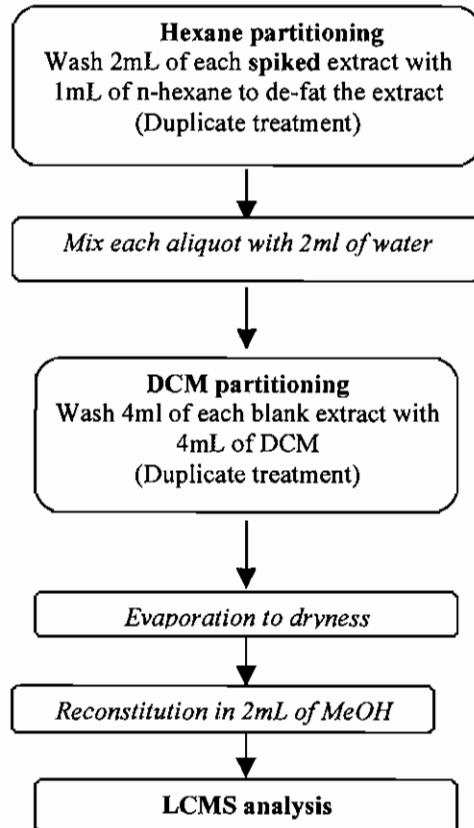 Hexane partitioning
Wash 2mL of each spiked extract with
1mL of n-hexane to de-fat the extract
(Duplicate treatment)
Mix each aliquot with 2ml of water
DCM partitioning
Wash 4ml of each blank extract with
4mL of DCM
(Duplicate treatment)
Evaporation to dryness
Reconstitution in 2mL of MeOH
LCMS analysis